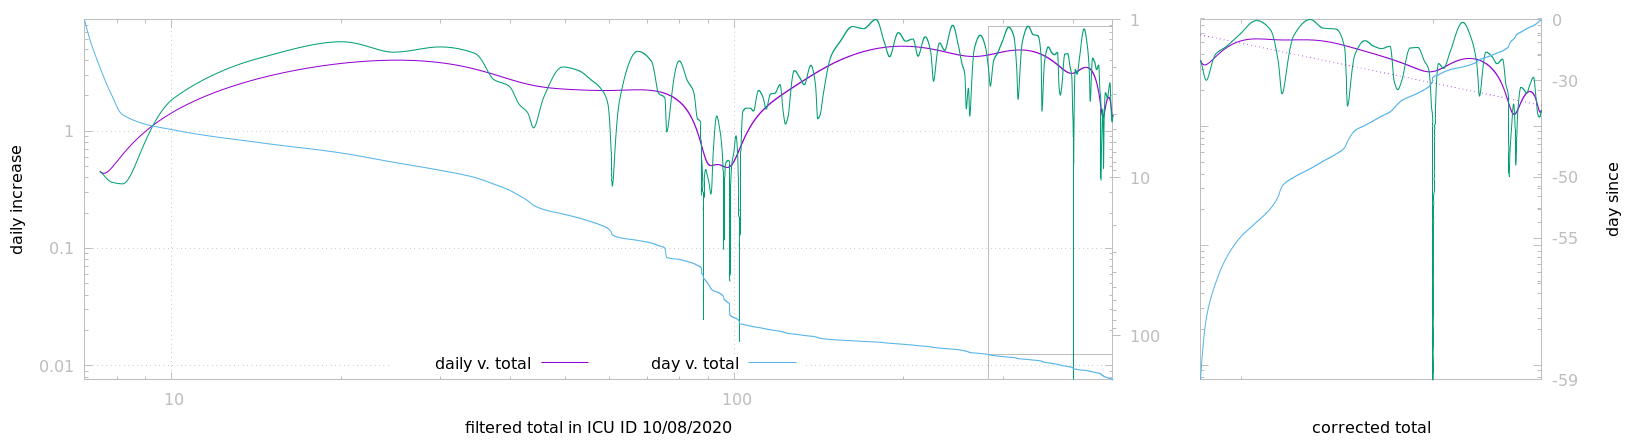 daily increase
1
0.1
0.01
10
100
daily v. total
day v. total
filtered total in ICU ID 10/08/2020
1
10
100
0
-30
-50
-55
-59
day since
corrected total